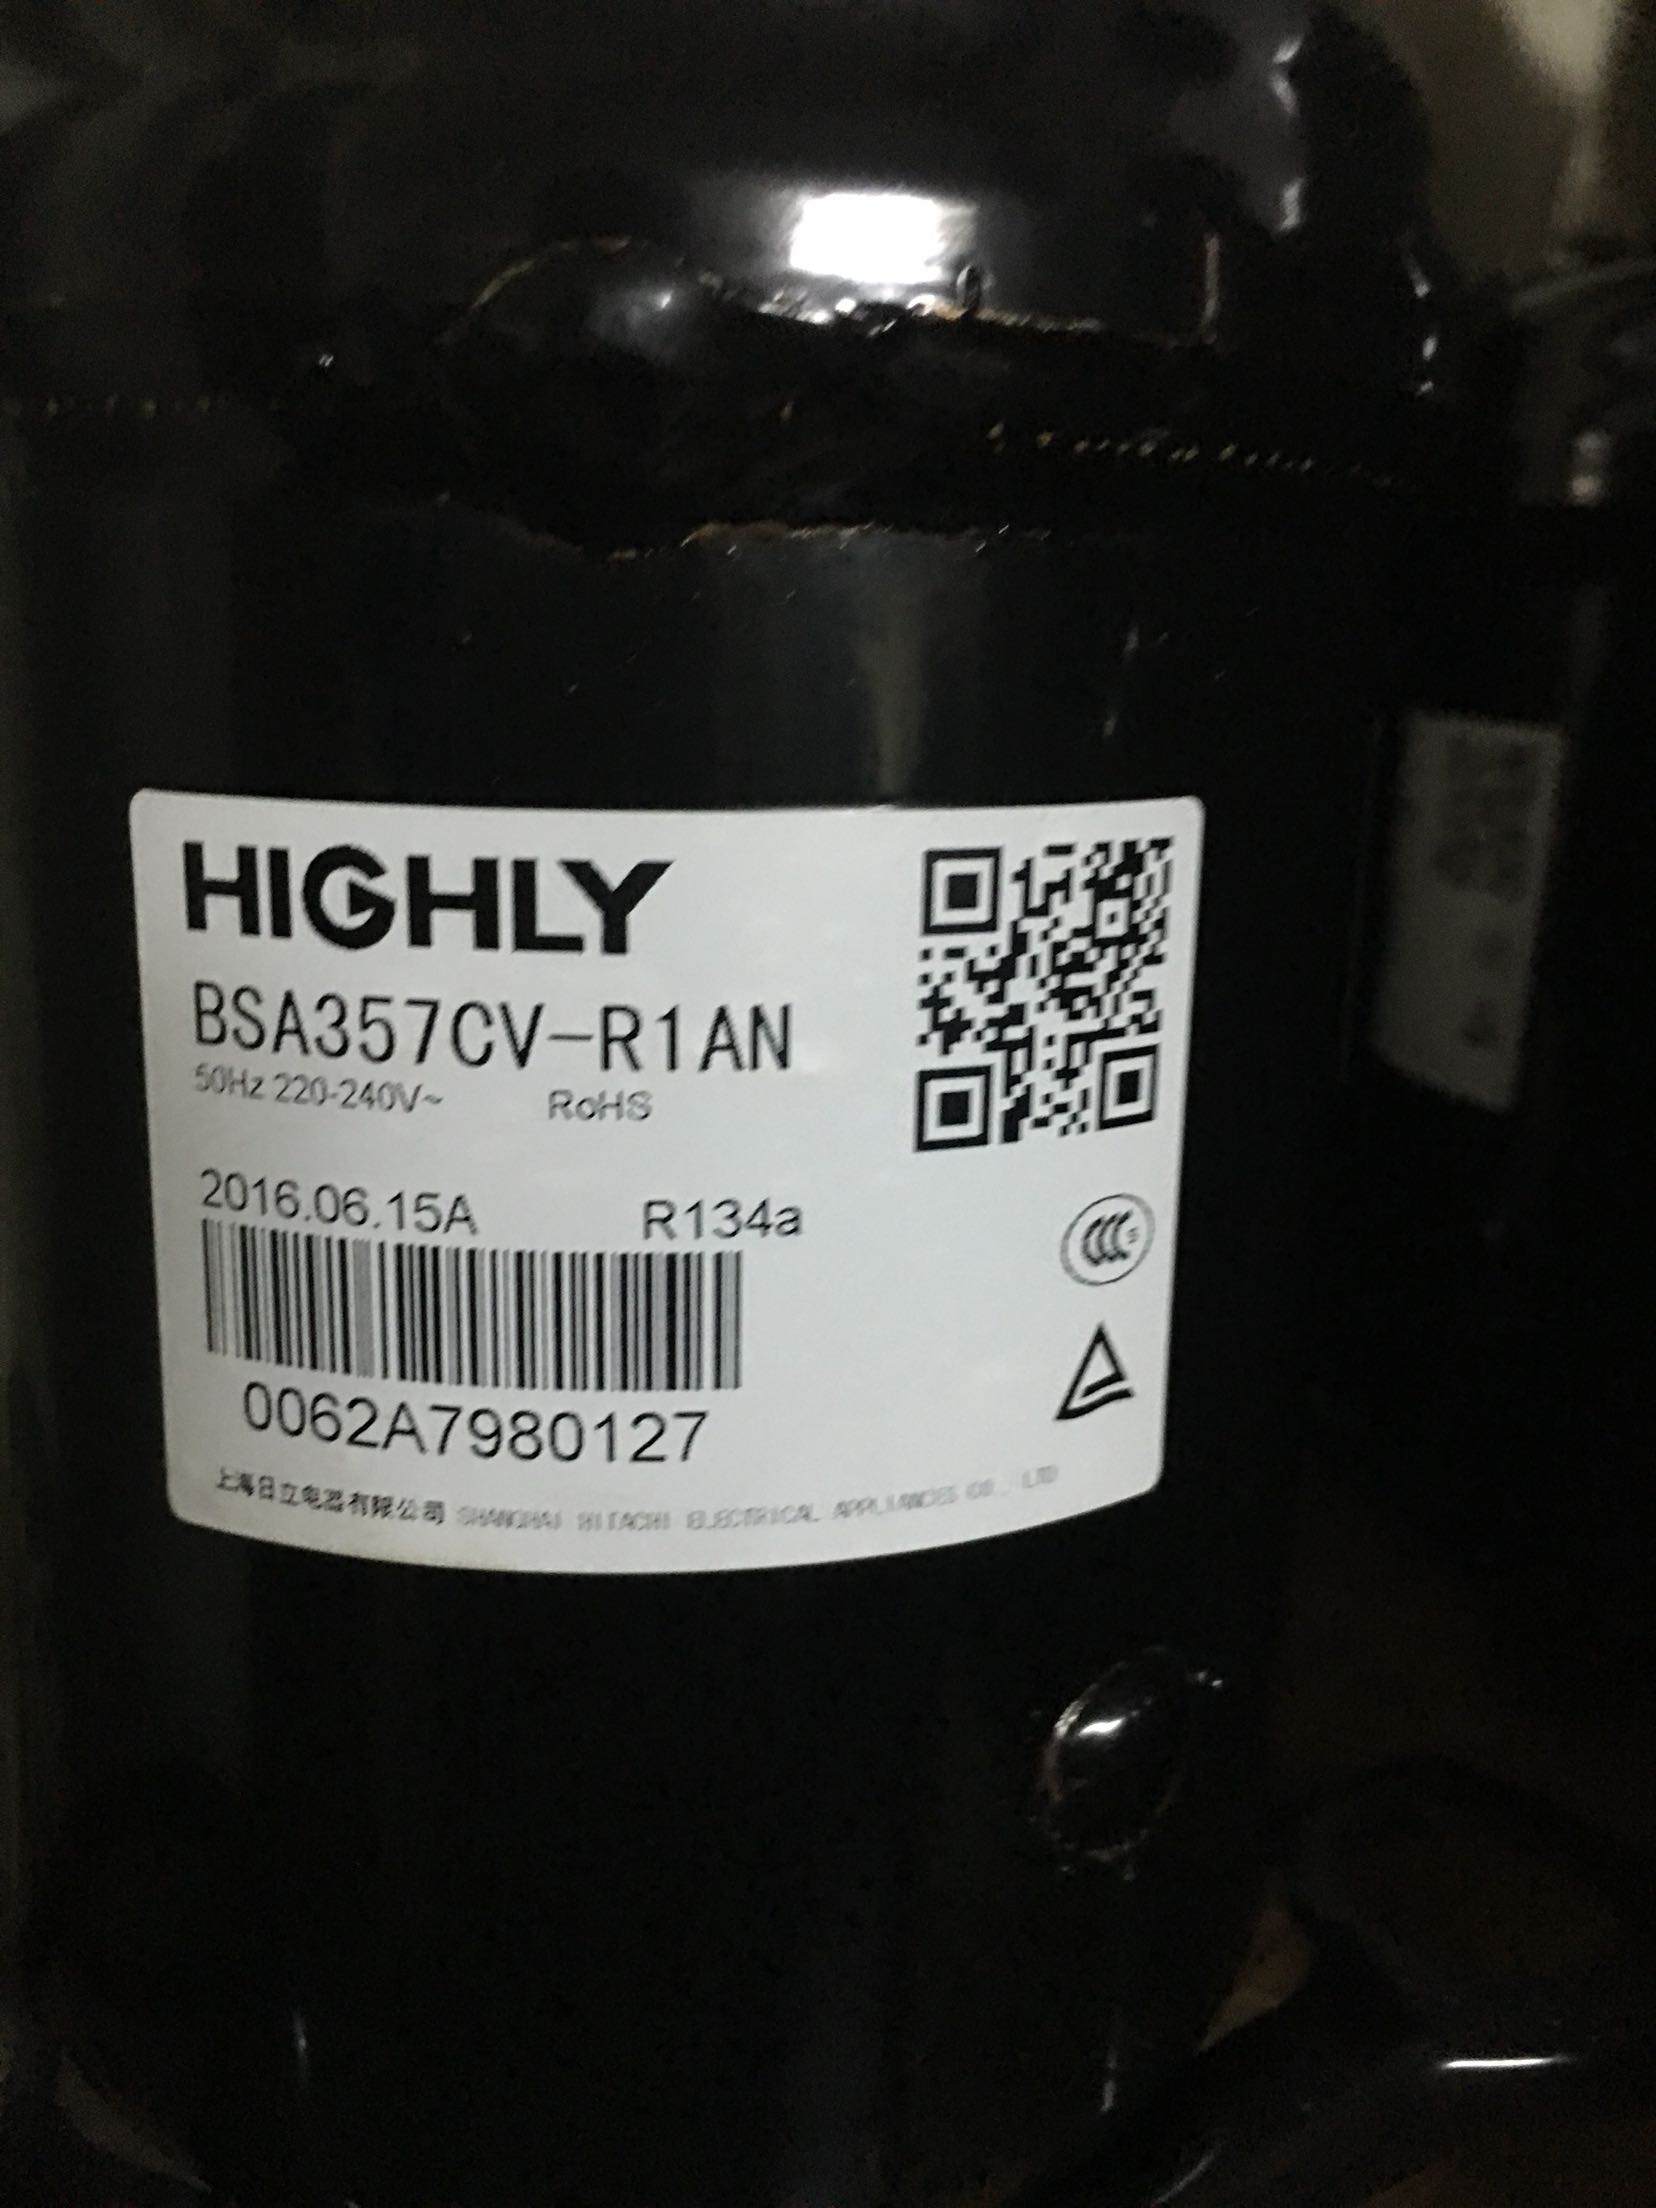 HIGHLY
BSA357CV-R1AN
50Hz 220-240V~ RoHS
2016.06.15A R134a
0062A7980127
上海日立电器有限公司 SHANGHAI HITACHI ELECTRICAL APPLIANCES CO., LTD